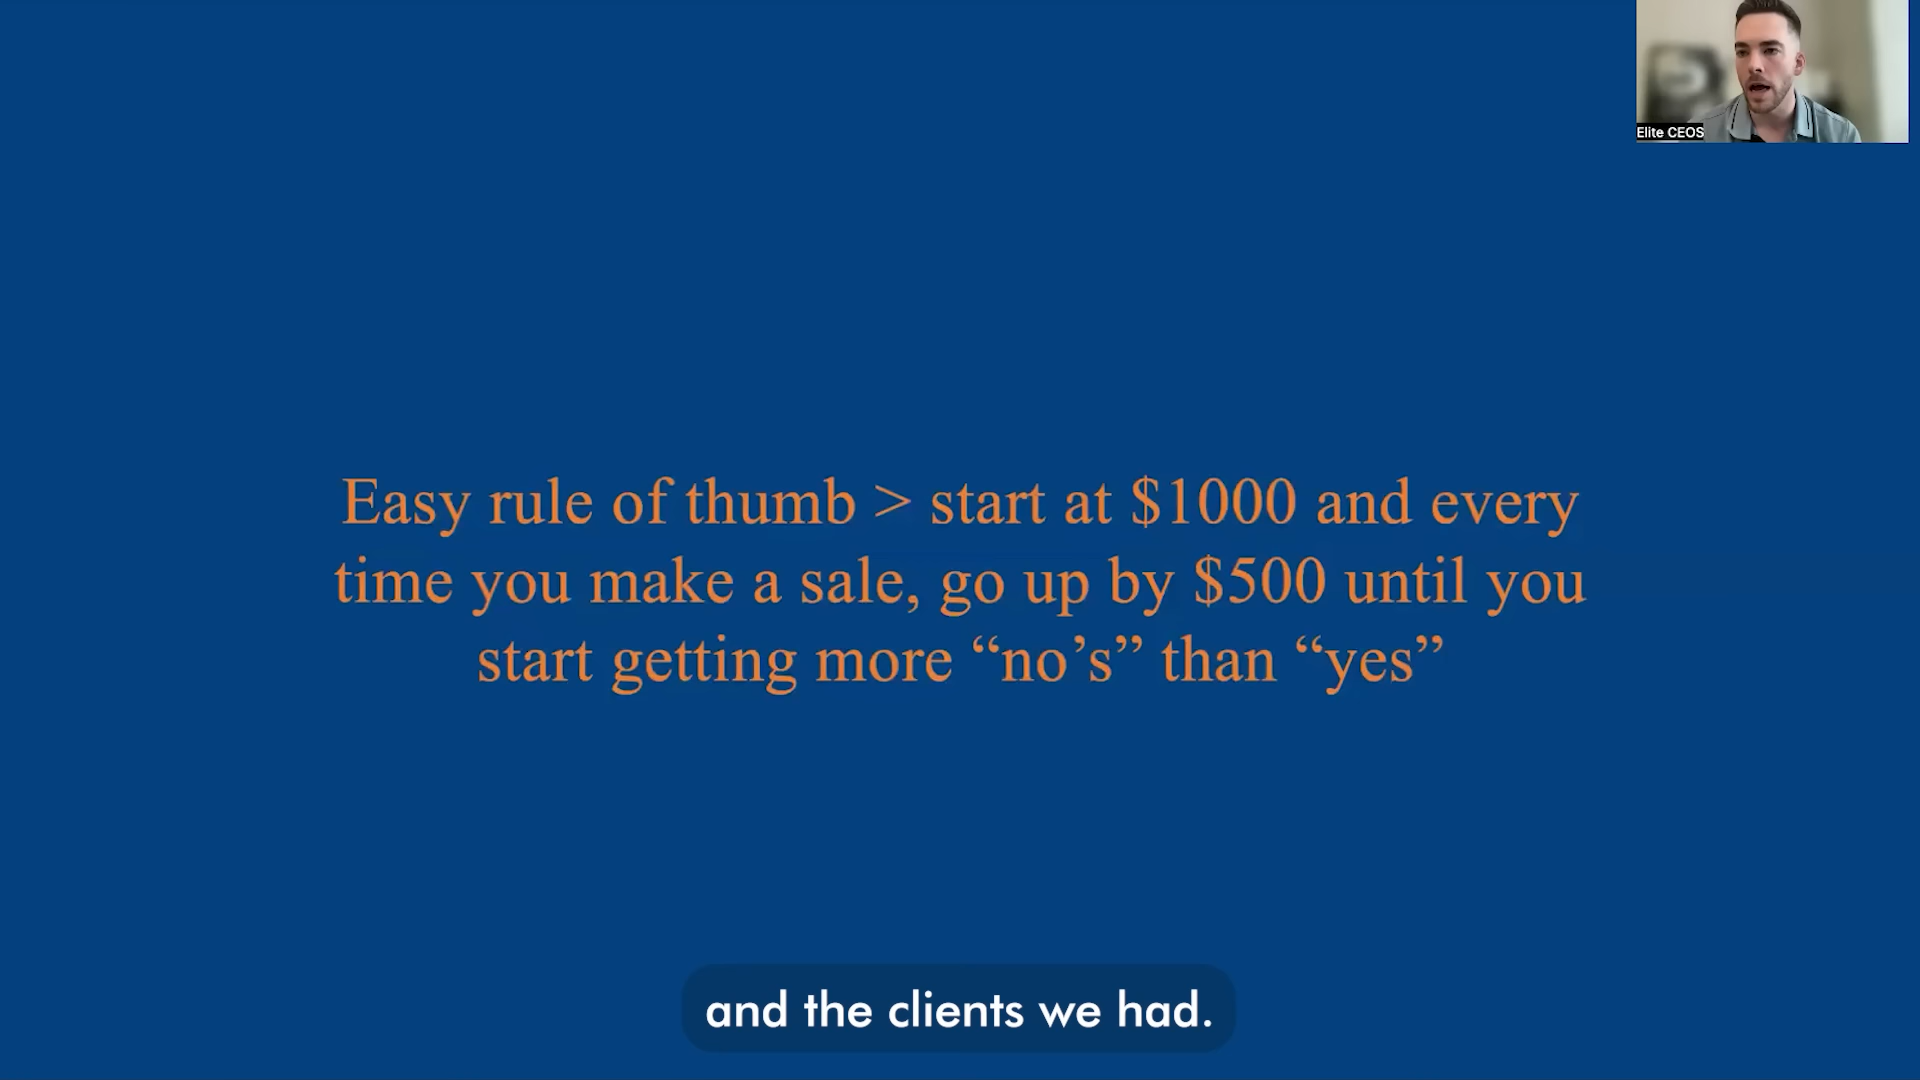 Elite CEOS
Easy rule of thumb > start at $1000 and every
time you make a sale, go up by $500 until you
start getting more “no’s” than “yes”
and the clients we had.